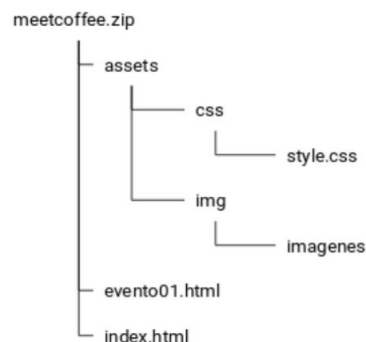 meetcoffee.zip
assets
css
style.css
img
imagenes
evento01.html
index.html